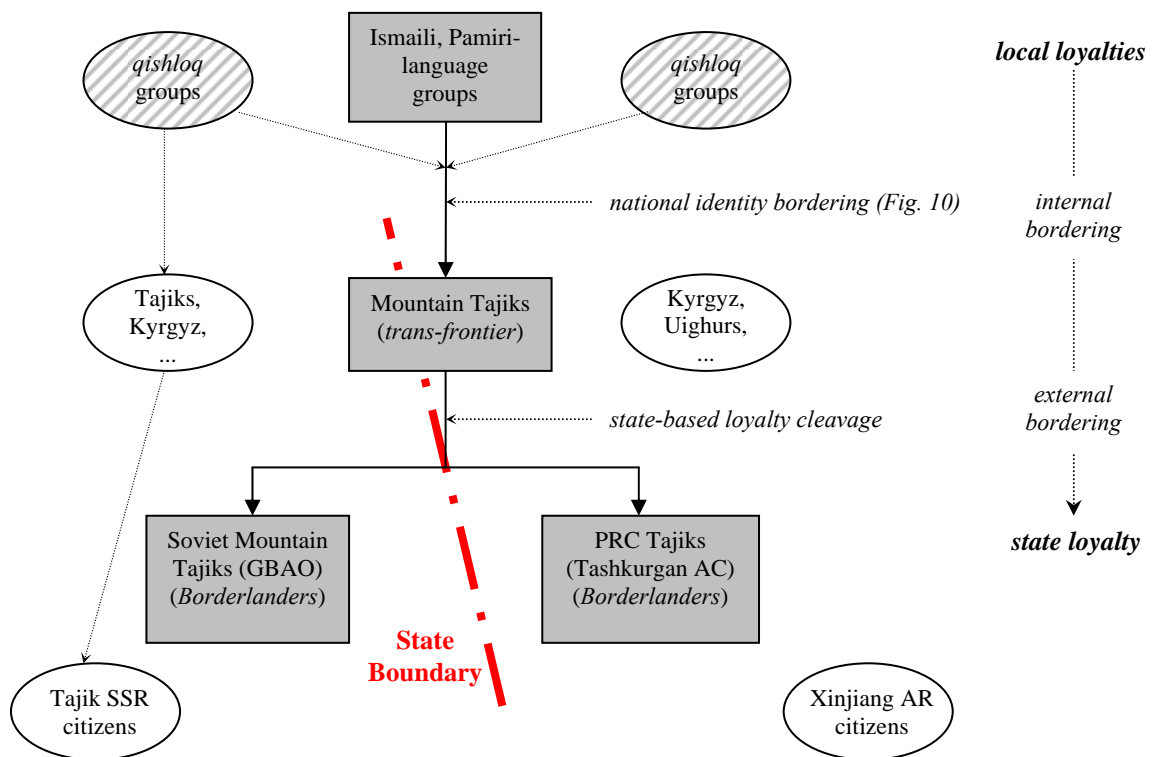 qishloq
groups
Ismaili, Pamiri-
language
groups
qishloq
groups
local loyalties
national identity bordering (Fig. 10)
internal
bordering
Tajiks,
Kyrgyz,
...
Mountain Tajiks
(trans-frontier)
Kyrgyz,
Uighurs,
...
state-based loyalty cleavage
external
bordering
Soviet Mountain
Tajiks (GBAO)
(Borderlanders)
PRC Tajiks
(Tashkurgan AC)
(Borderlanders)
state loyalty
State
Boundary
Tajik SSR
citizens
Xinjiang AR
citizens